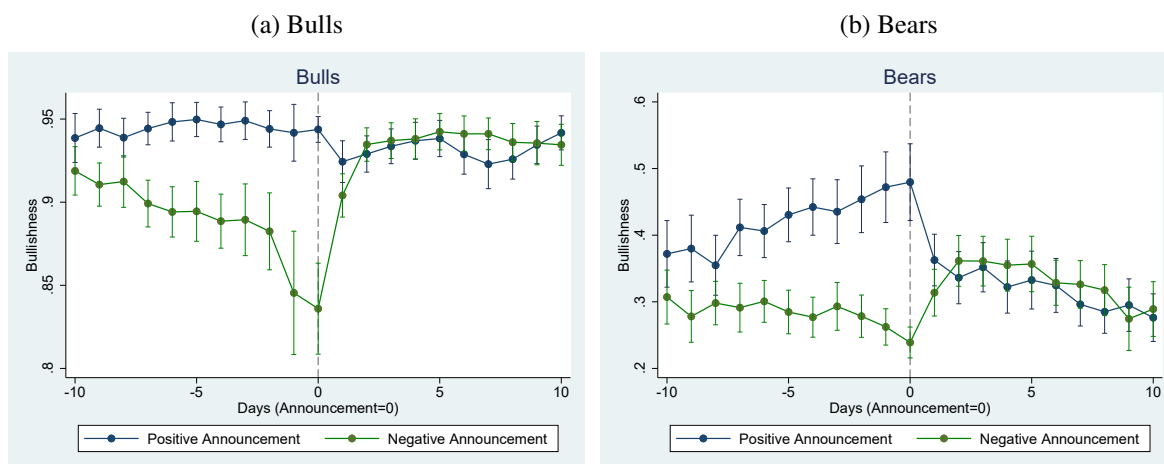 (a) Bulls
Bulls
Bullishness
.95
.9
.85
.8
-10 -5 0 5 10
Days (Announcement=0)
Positive Announcement Negative Announcement
(b) Bears
Bears
Bullishness
.6
.5
.4
.3
.2
-10 -5 0 5 10
Days (Announcement=0)
Positive Announcement Negative Announcement